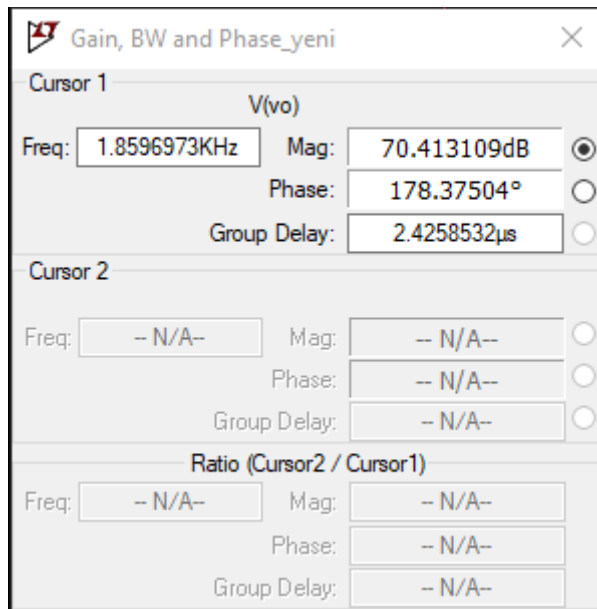 Gain, BW and Phase_yeni
Cursor 1
V(vo)
Freq: 1.8596973KHz Mag: 70.413109dB
Phase: 178.37504°
Group Delay: 2.4258532µs
Cursor 2
Freq: -- N/A-- Mag: -- N/A--
Phase: -- N/A--
Group Delay: -- N/A--
Ratio (Cursor2 / Cursor1)
Freq: -- N/A-- Mag: -- N/A--
Phase: -- N/A--
Group Delay: -- N/A--